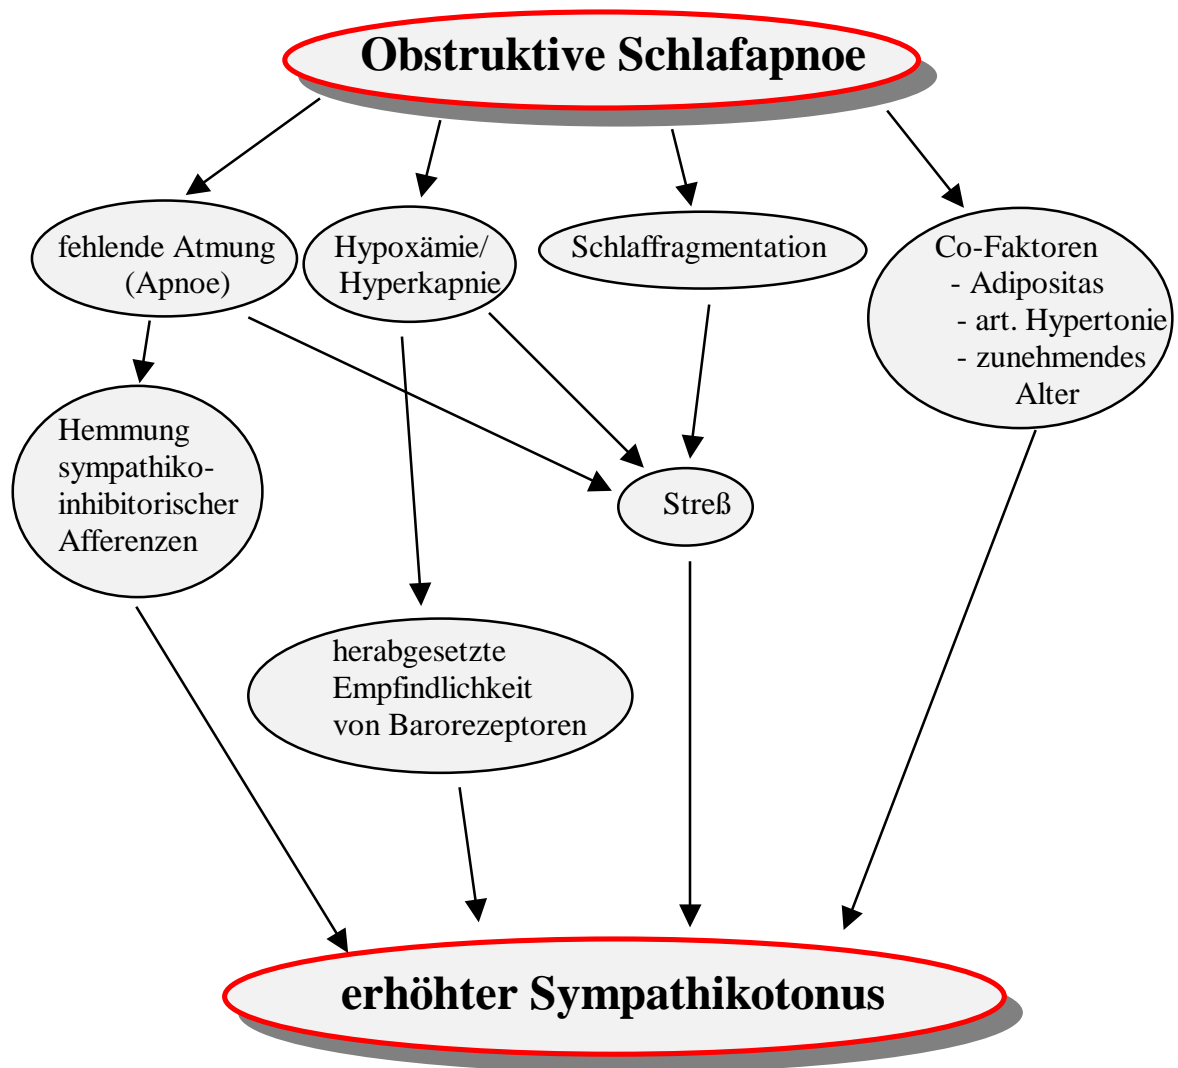 Obstruktive Schlafapnoe
fehlende Atmung
(Apnoe)
Hypoxämie/
Hyperkapnie
Schlaffragmentation
Co-Faktoren
- Adipositas
- art. Hypertonie
- zunehmendes
Alter
Hemmung
sympathiko-
inhibitorischer
Afferenzen
Streß
herabgesetzte
Empfindlichkeit
von Barorezeptoren
erhöhter Sympathikotonus